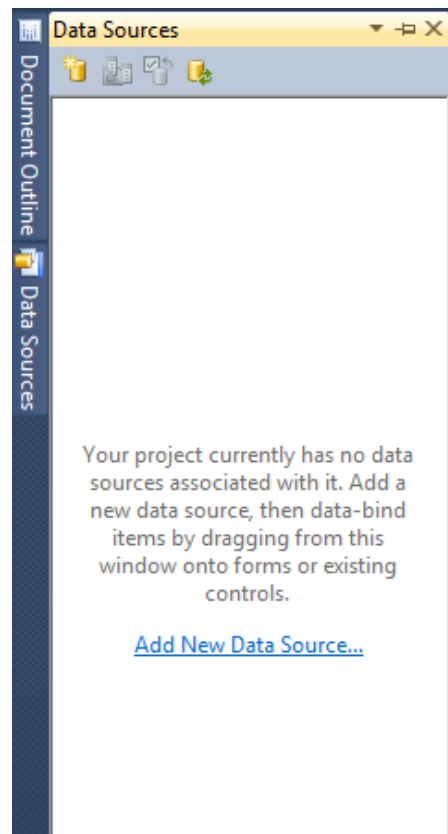 Data Sources
Document Outline
Data Sources
Your project currently has no data
sources associated with it. Add a
new data source, then data-bind
items by dragging from this
window onto forms or existing
controls.
Add New Data Source...